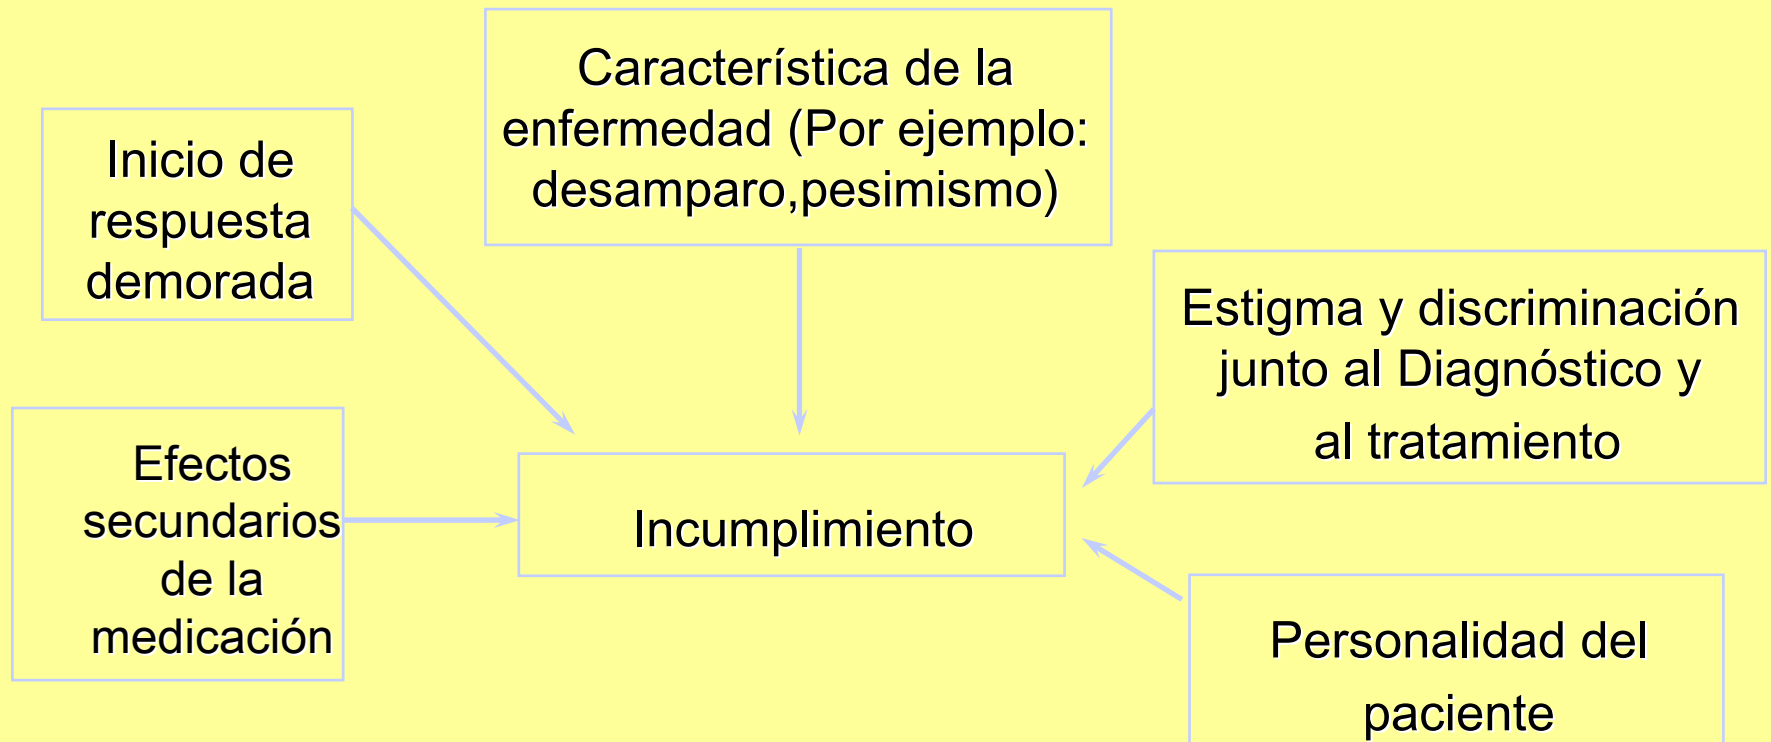 Característica de la
enfermedad (Por ejemplo:
desamparo,pesimismo)
Inicio de
respuesta
demorada
Estigma y discriminación
junto al Diagnóstico y
al tratamiento
Efectos
secundarios
de la
medicación
Incumplimiento
Personalidad del
paciente